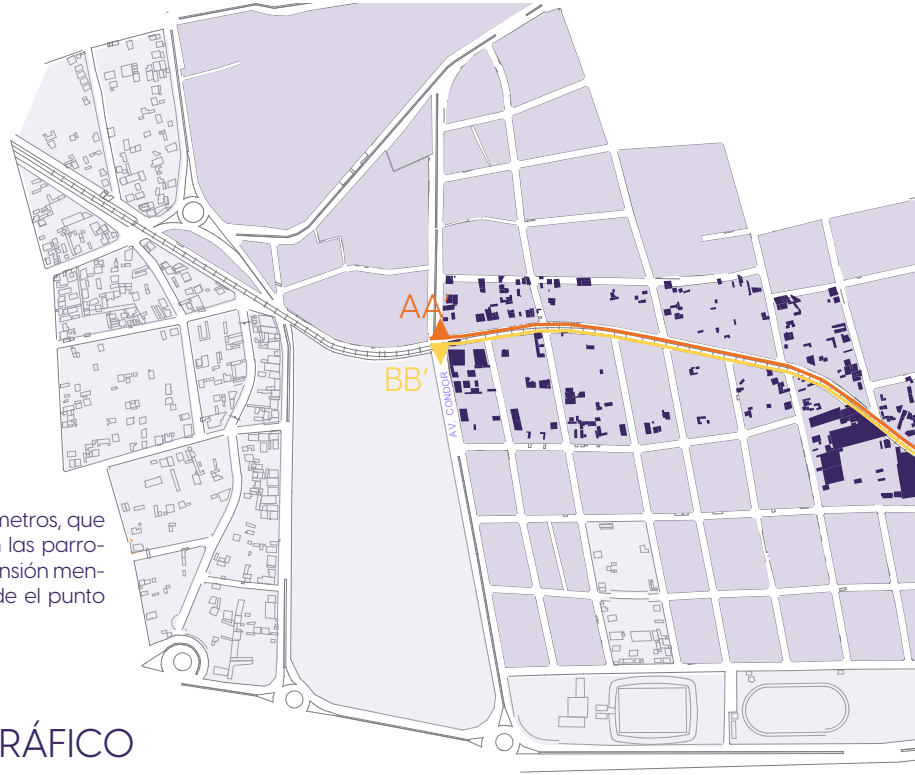 AA'
BB'
AV. CONDOR
metros, que
las parro-
nsión men-
de el punto
RÁFICO